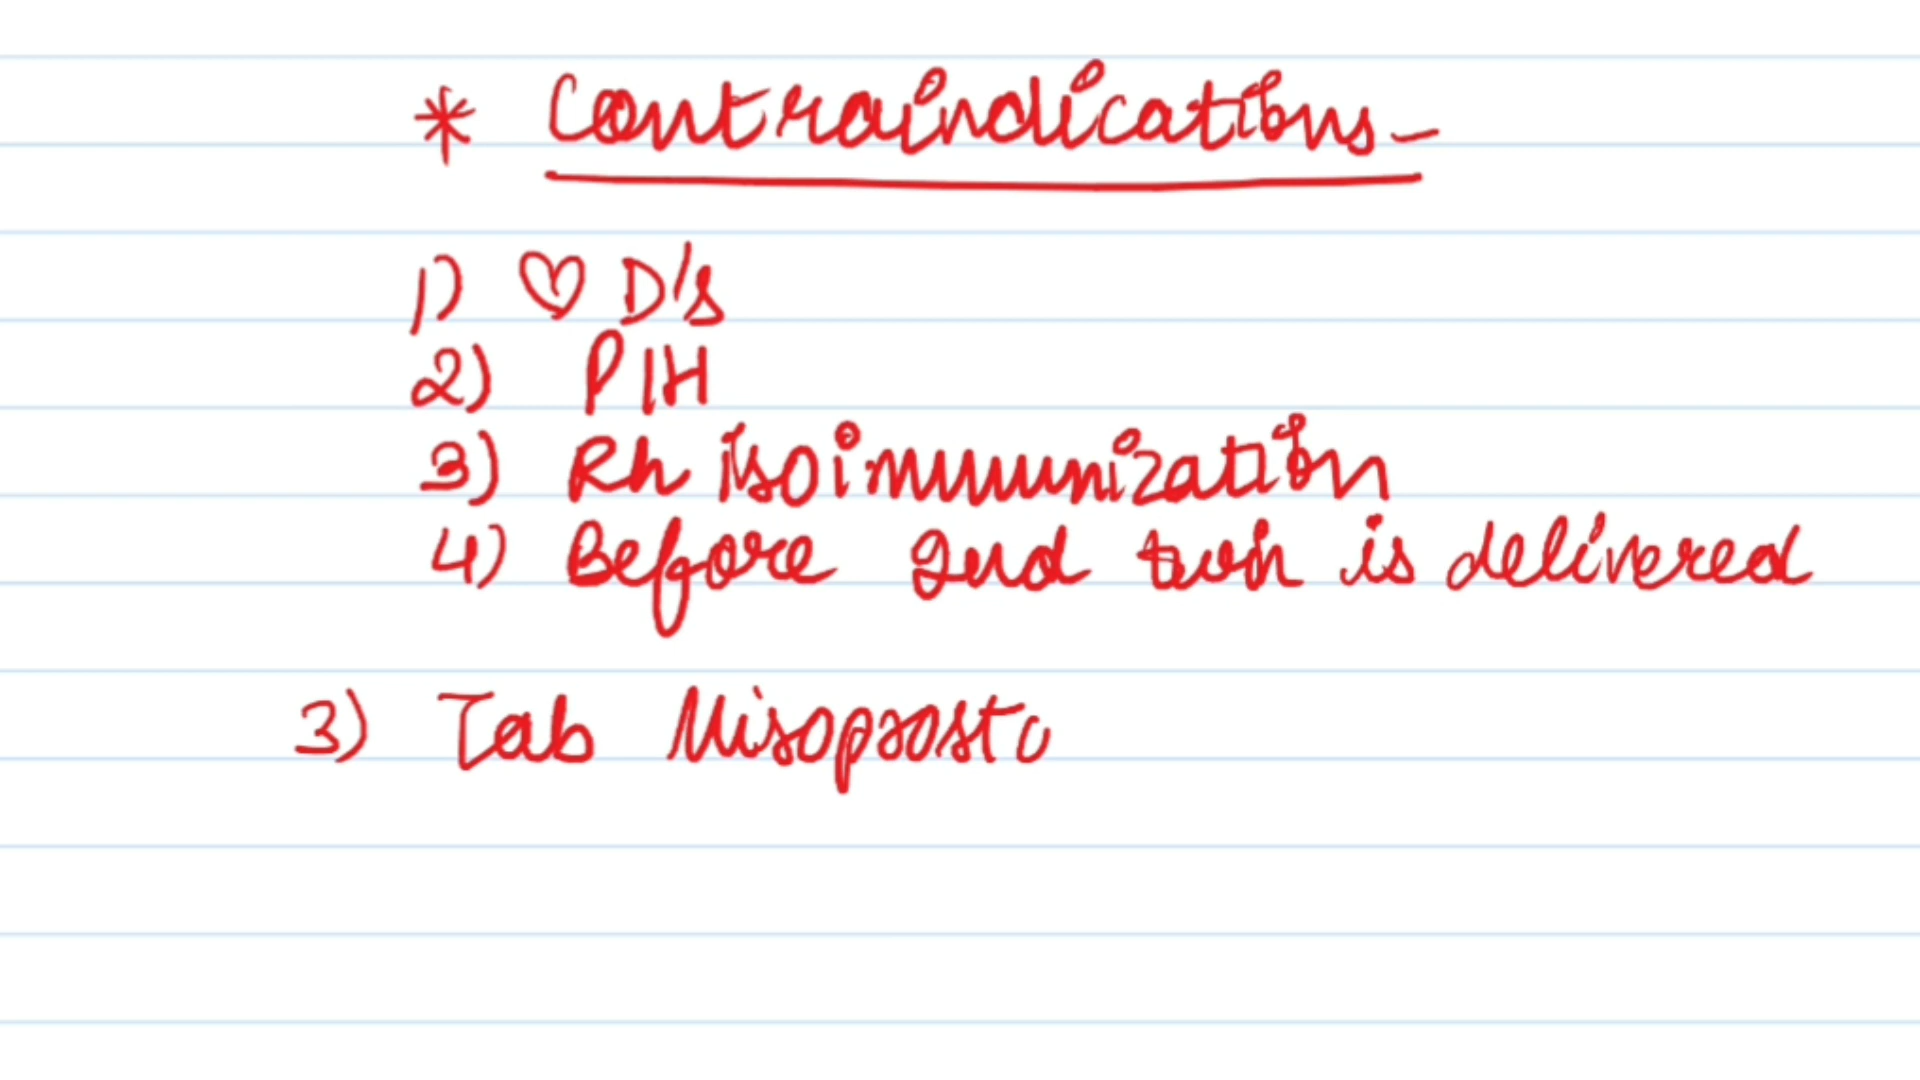 * Contraindications -
1) ♡ D/s
2) PIH
3) Rh isoimmunization
4) Before 2nd twin is delivered
3) Tab Misoprosto